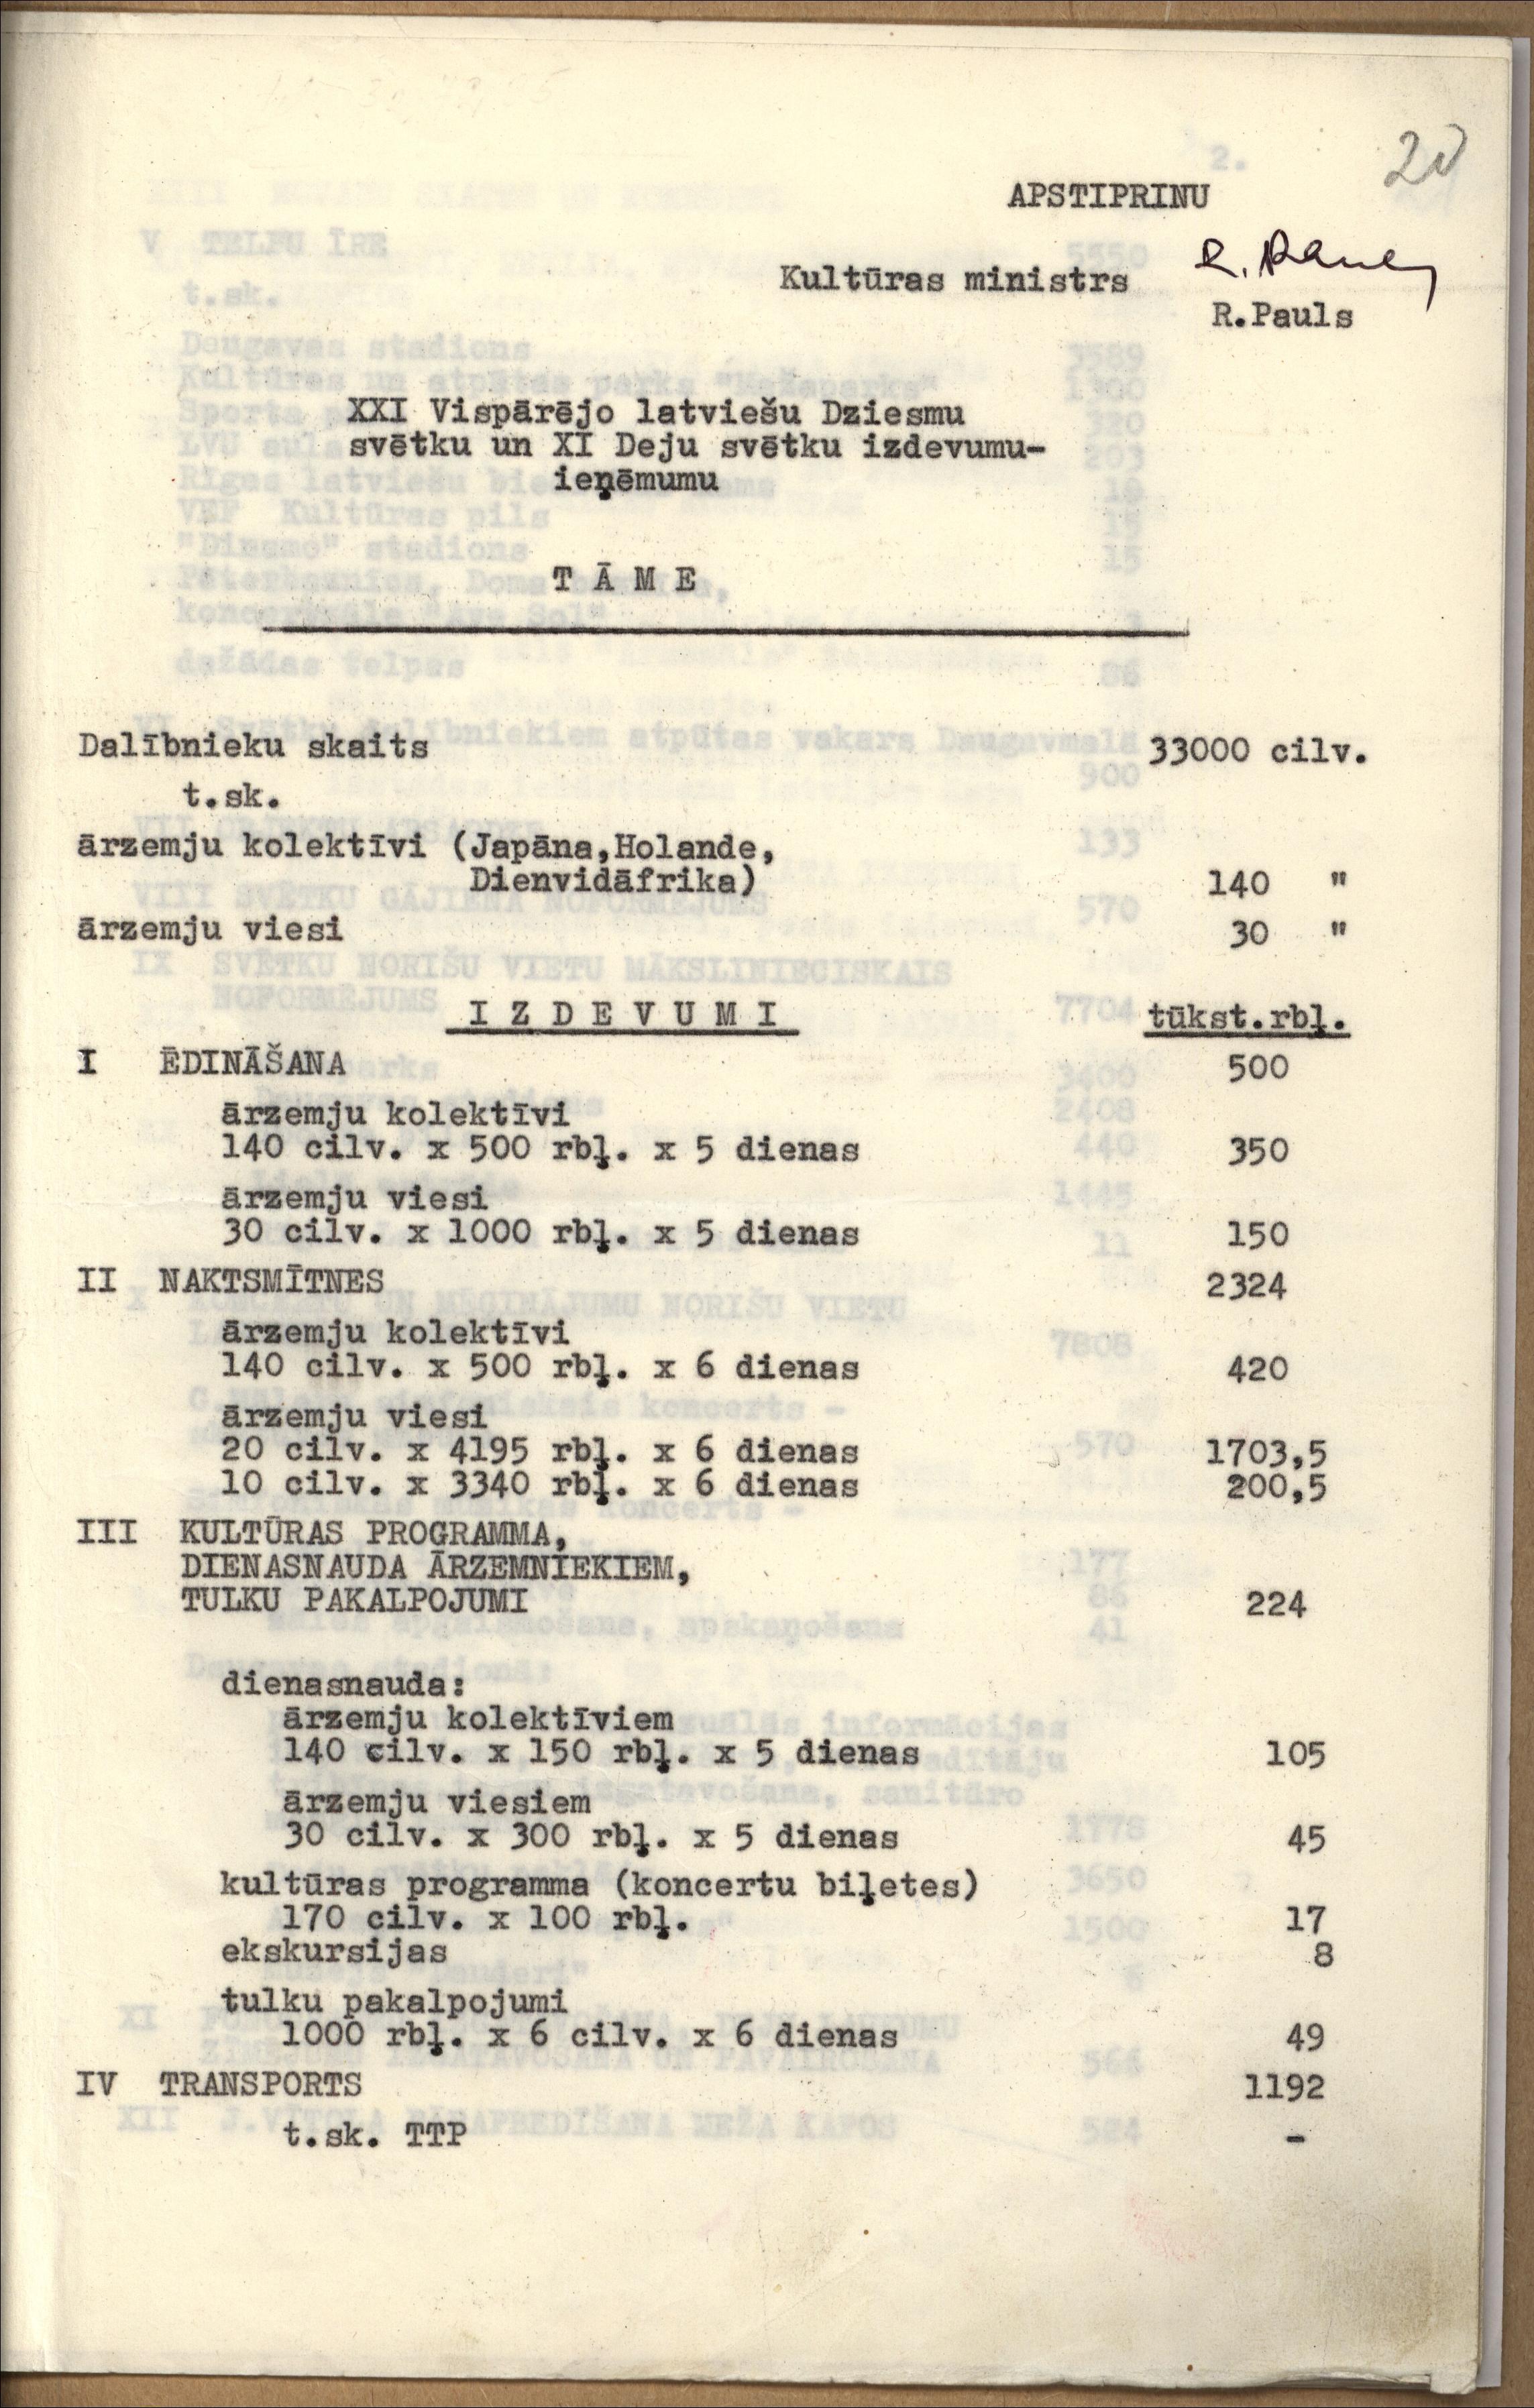 20
APSTIPRINU
Kultūras ministrs
R.Pauls
XXI Vispārējo latviešu Dziesmu
svētku un XI Deju svētku izdevumu-
ieņēmumu
T Ā M E
Dalībnieku skaits 33000 cilv.
t.sk.
ārzemju kolektīvi (Japāna,Holande,
Dienvidāfrika) 140 "
ārzemju viesi 30 "
I Z D E V U M I tūkst.rbļ.
I ĒDINĀŠANA 500
ārzemju kolektīvi
140 cilv. x 500 rbļ. x 5 dienas 350
ārzemju viesi
30 cilv. x 1000 rbļ. x 5 dienas 150
II NAKTSMĪTNES 2324
ārzemju kolektīvi
140 cilv. x 500 rbļ. x 6 dienas 420
ārzemju viesi
20 cilv. x 4195 rbļ. x 6 dienas 1703,5
10 cilv. x 3340 rbļ. x 6 dienas 200,5
III KULTŪRAS PROGRAMMA,
DIENASNAUDA ĀRZEMNIEKIEM,
TULKU PAKALPOJUMI 224
dienasnauda:
ārzemju kolektīviem
140 cilv. x 150 rbļ. x 5 dienas 105
ārzemju viesiem
30 cilv. x 300 rbļ. x 5 dienas 45
kultūras programma (koncertu biļetes)
170 cilv. x 100 rbļ. 17
ekskursijas 8
tulku pakalpojumi
1000 rbļ. x 6 cilv. x 6 dienas 49
IV TRANSPORTS 1192
t.sk. TTP -